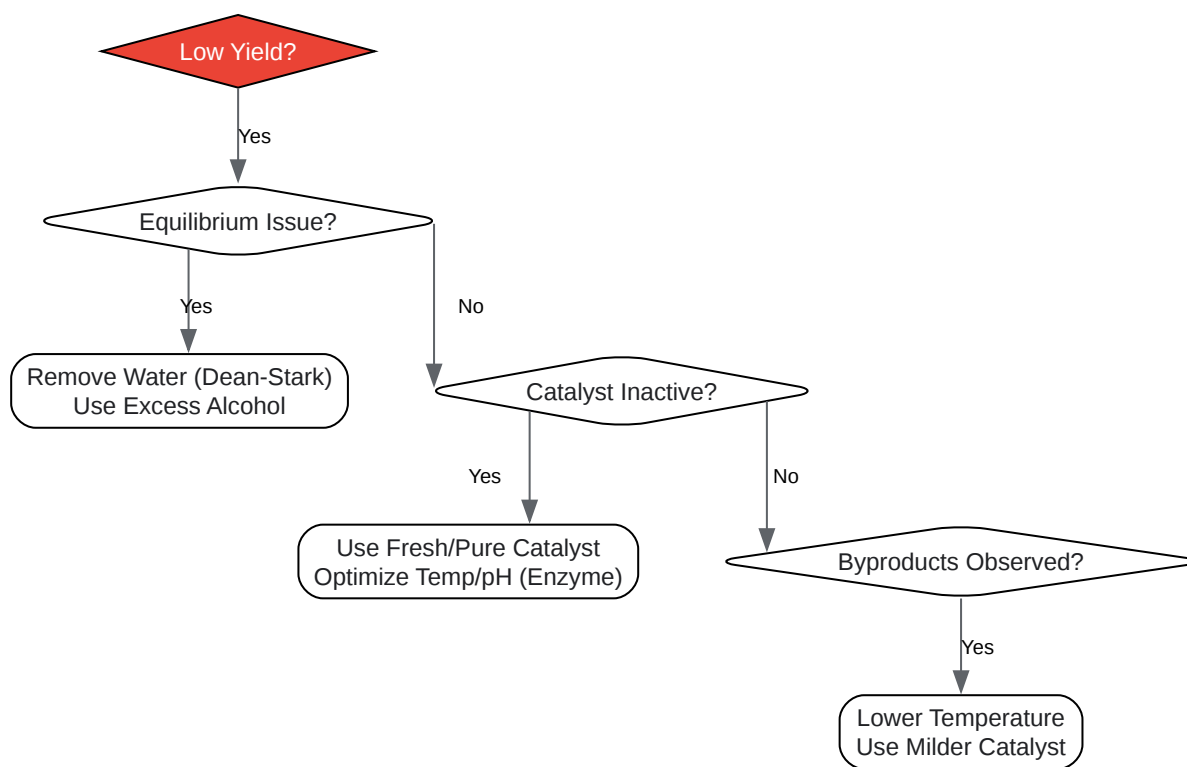 Low Yield?
Yes
Equilibrium Issue?
Yes
No
Remove Water (Dean-Stark)
Use Excess Alcohol
Catalyst Inactive?
Yes
No
Use Fresh/Pure Catalyst
Optimize Temp/pH (Enzyme)
Byproducts Observed?
Yes
Lower Temperature
Use Milder Catalyst